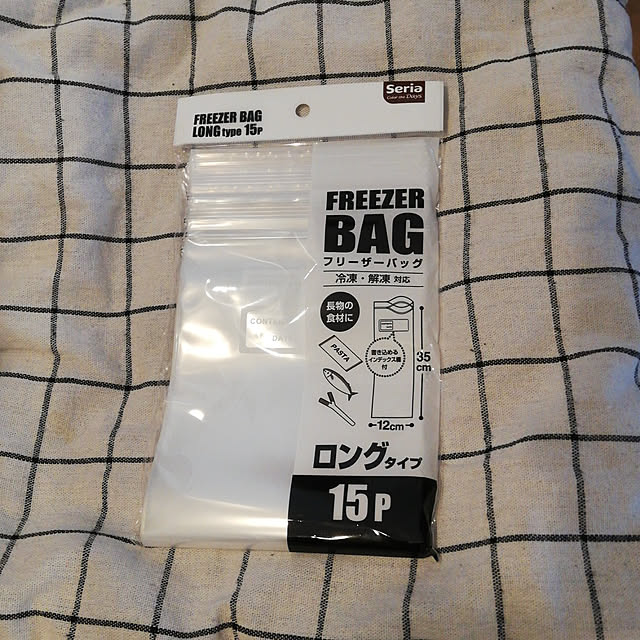 Seria
Color the Days
FREEZER BAG
LONG type 15P
FREEZER
BAG
フリーザーバッグ
冷凍・解凍 対応
長物の
食材に
PASTA
書き込める
インデックス欄
付
35
cm
12cm
ロングタイプ
15P